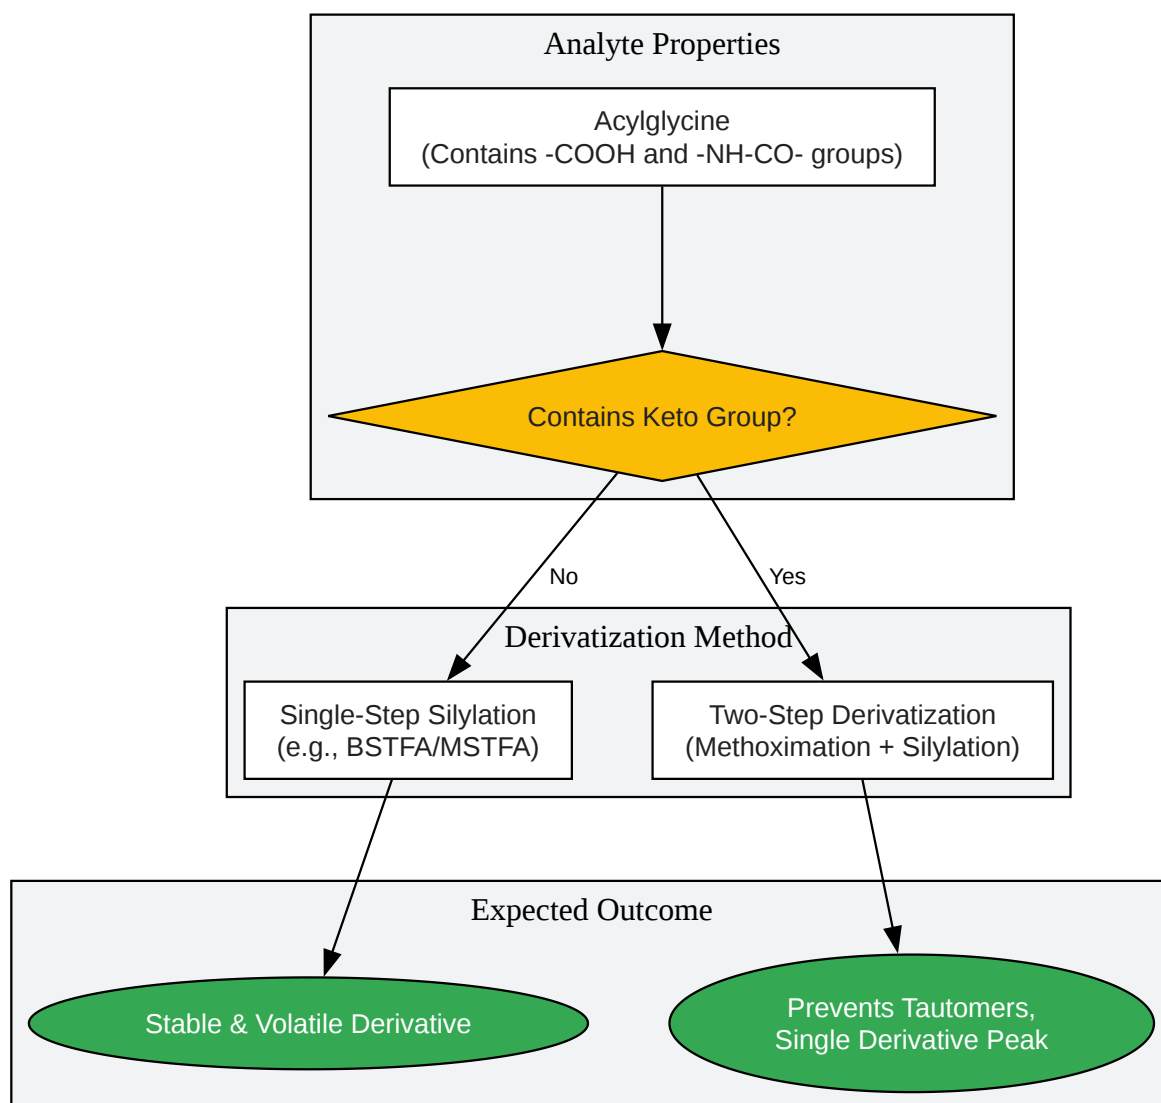 Analyte Properties
Acylglycine
(Contains -COOH and -NH-CO- groups)
Contains Keto Group?
No
Yes
Derivatization Method
Single-Step Silylation
(e.g., BSTFA/MSTFA)
Two-Step Derivatization
(Methoximation + Silylation)
Expected Outcome
Stable & Volatile Derivative
Prevents Tautomers,
Single Derivative Peak